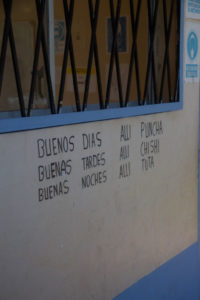 BUENOS DIAS ALLI PUNCHA
BUENAS TARDES ALLI CHISHI
BUENAS NOCHES ALLI TUTA